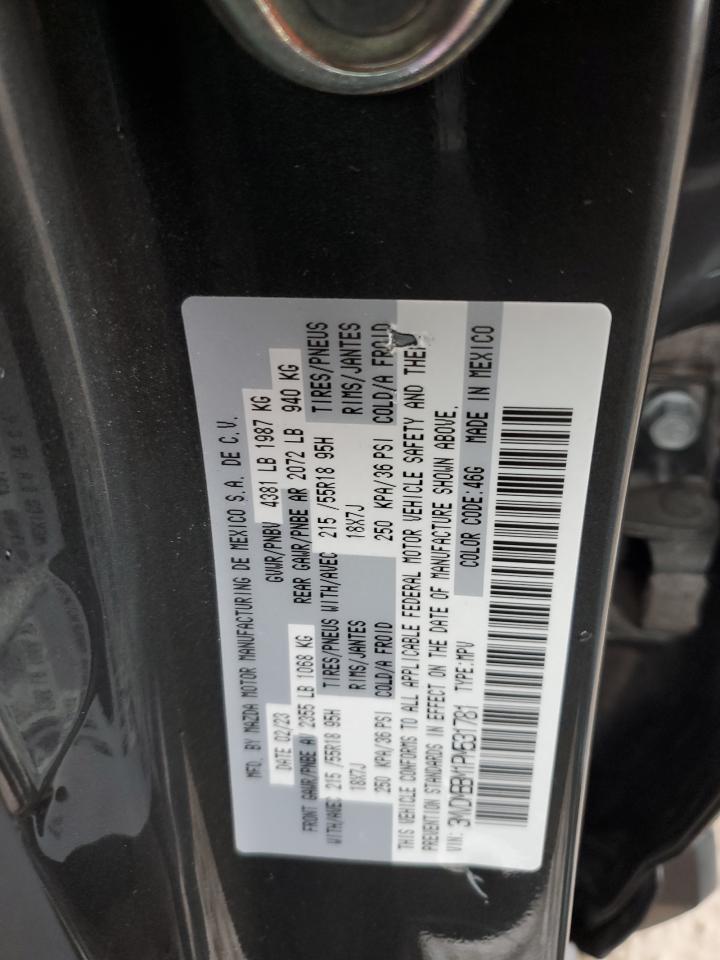 MFD. BY MAZDA MOTOR MANUFACTURING DE MEXICO S.A. DE C.V.
DATE 02/23 GVWR/PNBV 4381 LB 1987 KG
FRONT GAWR/PNBE A 2355 LB 1068 KG REAR GAWR/PNBE AR 2072 LB 940 KG
WITH/AVEC 215 /55R18 95H TIRES/PNEUS WITH/AVEC 215 /55R18 95H TIRES/PNEUS
18X7J RIMS/JANTES 18X7J RIMS/JANTES
250 KPA/36 PSI COLD/A FROID 250 KPA/36 PSI COLD/A FROID
THIS VEHICLE CONFORMS TO ALL APPLICABLE FEDERAL MOTOR VEHICLE SAFETY AND
PREVENTION STANDARDS IN EFFECT ON THE DATE OF MANUFACTURE SHOWN ABOVE.
VIN: 3MVDMBBM1PM531781 TYPE:MPV COLOR CODE:46G MADE IN MEXICO